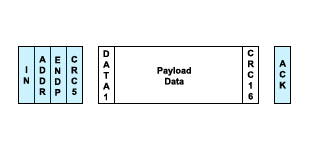 IN
ADDR
ENDP
CRC5
DATA1
Payload
Data
CRC16
ACK